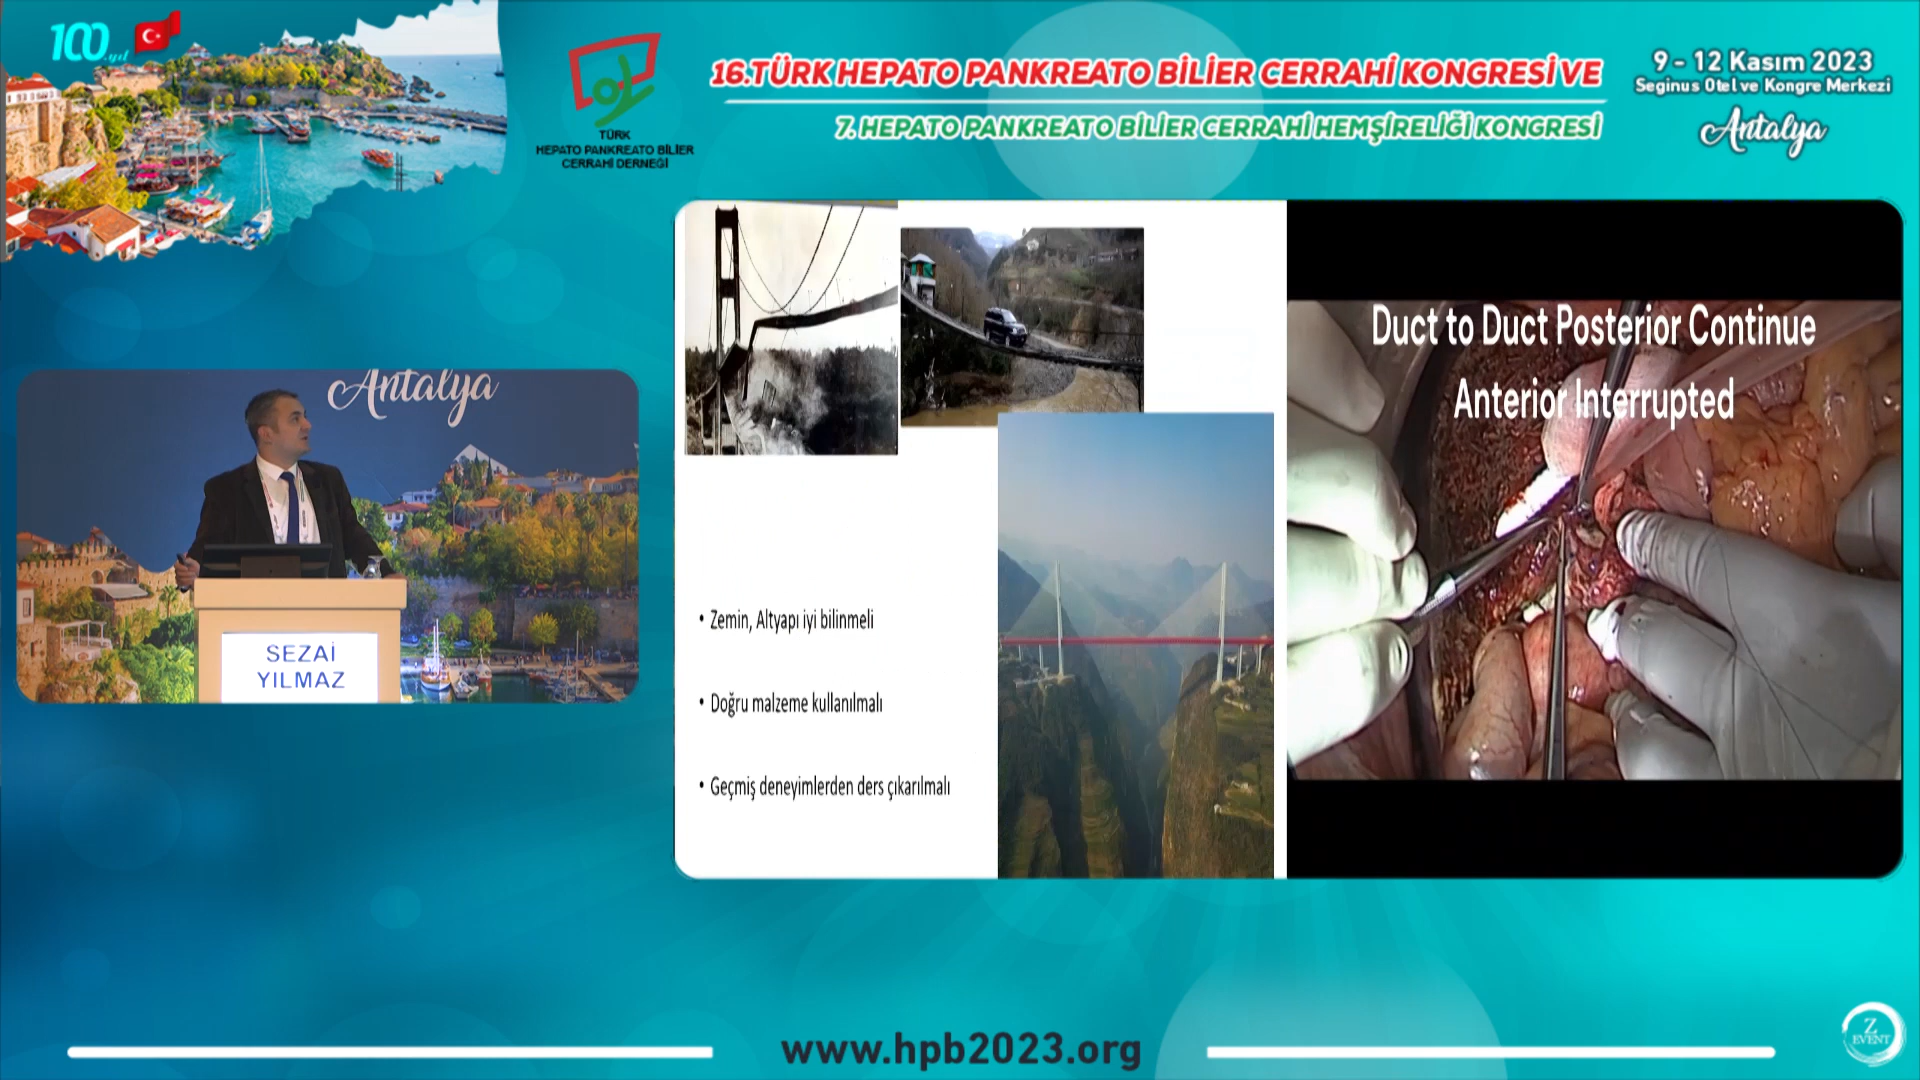 100.yıl
TÜRK
HEPATO PANKREATO BİLİER
CERRAHİ DERNEĞİ
16.TÜRK HEPATO PANKREATO BİLİER CERRAHİ KONGRESİ VE
7. HEPATO PANKREATO BİLİER CERRAHİ HEMŞİRELİĞİ KONGRESİ
9 - 12 Kasım 2023
Seginus Otel ve Kongre Merkezi
Antalya
Antalya
SEZAİ
YILMAZ
• Zemin, Altyapı iyi bilinmeli
• Doğru malzeme kullanılmalı
• Geçmiş deneyimlerden ders çıkarılmalı
Duct to Duct Posterior Continue
Anterior Interrupted
www.hpb2023.org
Z
EVENT